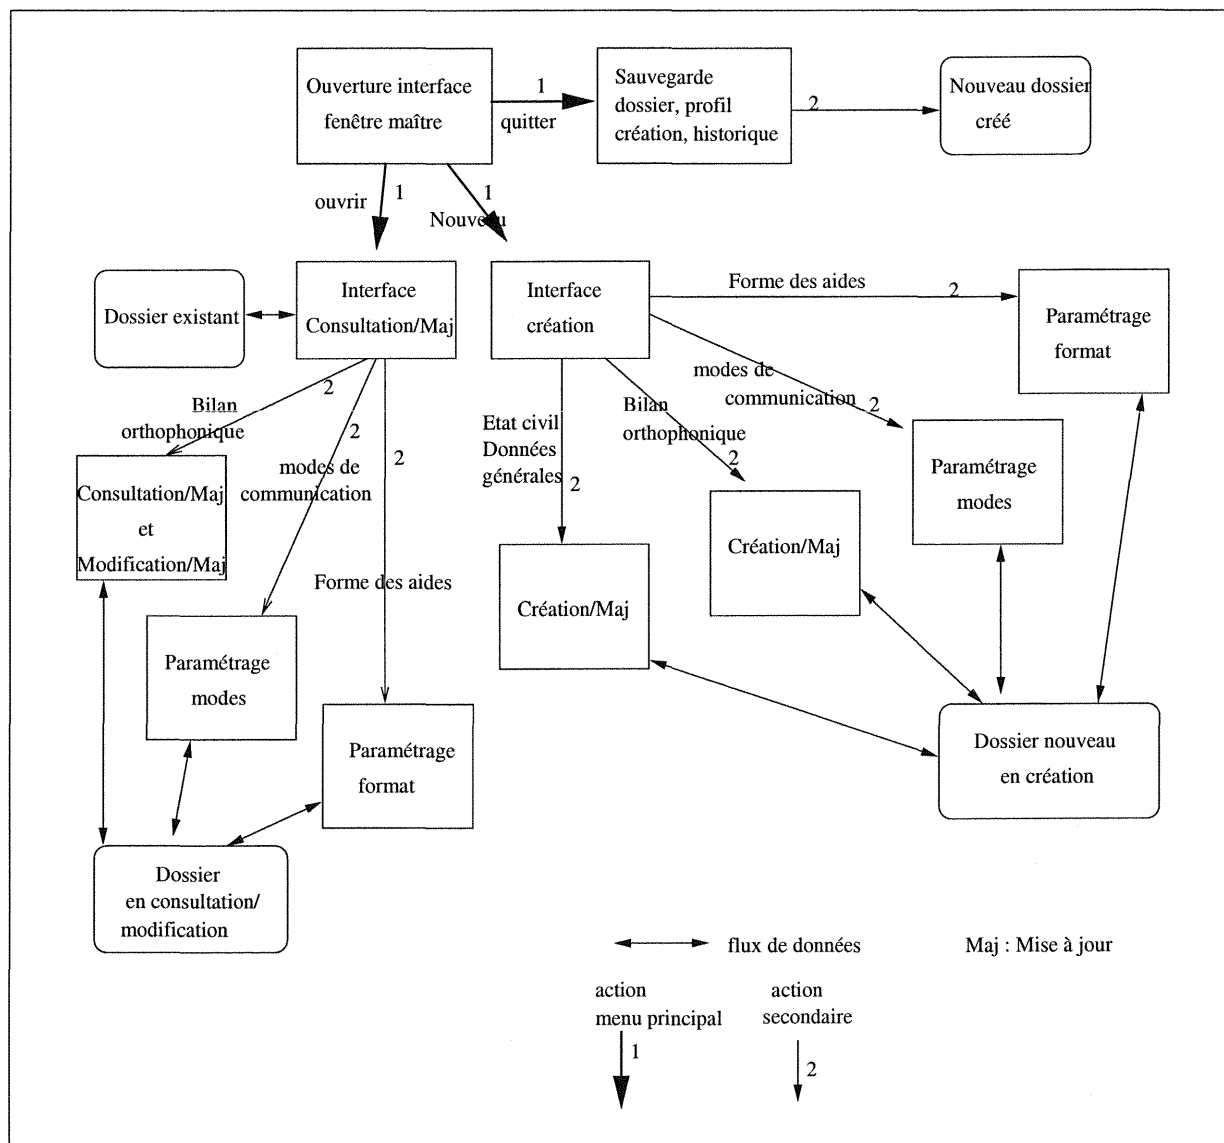 Ouverture interface
fenêtre maître
1
quitter
Sauvegarde
dossier, profil
création, historique
2
Nouveau dossier
créé
ouvrir
1
1
Nouveau
Dossier existant
Interface
Consultation/Maj
Interface
création
Forme des aides
2
Paramétrage
format
Bilan
orthophonique
2
modes de
communication
2
2
Forme des aides
Etat civil
Données
générales
2
Bilan
orthophonique
2
modes de
communication
2
Consultation/Maj
et
Modification/Maj
Paramétrage
modes
Création/Maj
Création/Maj
Paramétrage
modes
Paramétrage
format
Dossier nouveau
en création
Dossier
en consultation/
modification
flux de données
Maj : Mise à jour
action
menu principal
1
action
secondaire
2